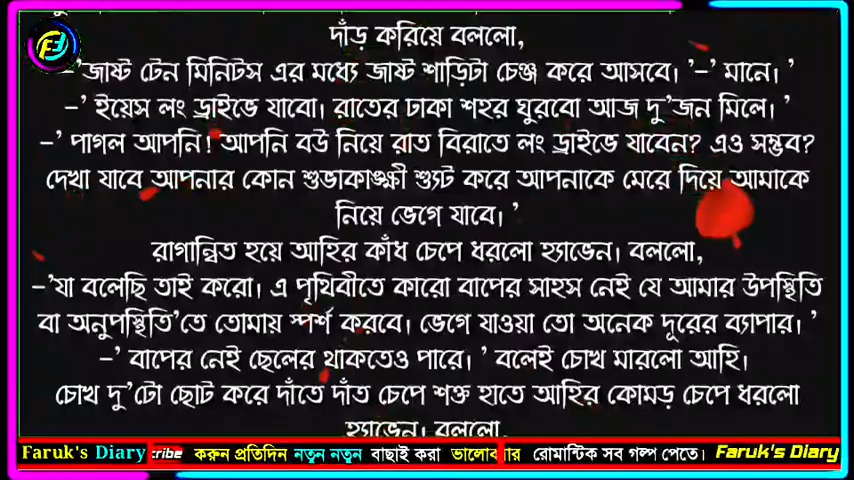 দাঁড় করিয়ে বললো,
–'জাষ্ট টেন মিনিটস এর মধ্যে জাষ্ট শাড়িটা চেঞ্জ করে আসবে। '–' মানে। '
–' ইয়েস লং ড্রাইভে যাবো। রাতের ঢাকা শহর ঘুরবো আজ দু'জন মিলে। '
–' পাগল আপনি! আপনি বউ নিয়ে রাত বিরাতে লং ড্রাইভে যাবেন? এও সম্ভব?
দেখা যাবে আপনার কোন শুভাকাঙ্ক্ষী শ্যুট করে আপনাকে মেরে দিয়ে আমাকে
নিয়ে ভেগে যাবে। '
রাগান্বিত হয়ে আহির কাঁধ চেপে ধরলো হ্যাভেন। বললো,
–'যা বলেছি তাই করো। এ পৃথিবীতে কারো বাপের সাহস নেই যে আমার উপস্থিতি
বা অনুপস্থিতি'তে তোমায় স্পর্শ করবে। ভেগে যাওয়া তো অনেক দূরের ব্যাপার। '
–' বাপের নেই ছেলের থাকতেও পারে। ' বলেই চোখ মারলো আহি।
চোখ দু'টো ছোট করে দাঁতে দাঁত চেপে শক্ত হাতে আহির কোমড় চেপে ধরলো
হ্যাভেন। বললো,
Faruk's Diary cribe করুন প্রতিদিন নতুন নতুন বাছাই করা রোমান্টিক সব গল্প পেতে। Faruk's Diary